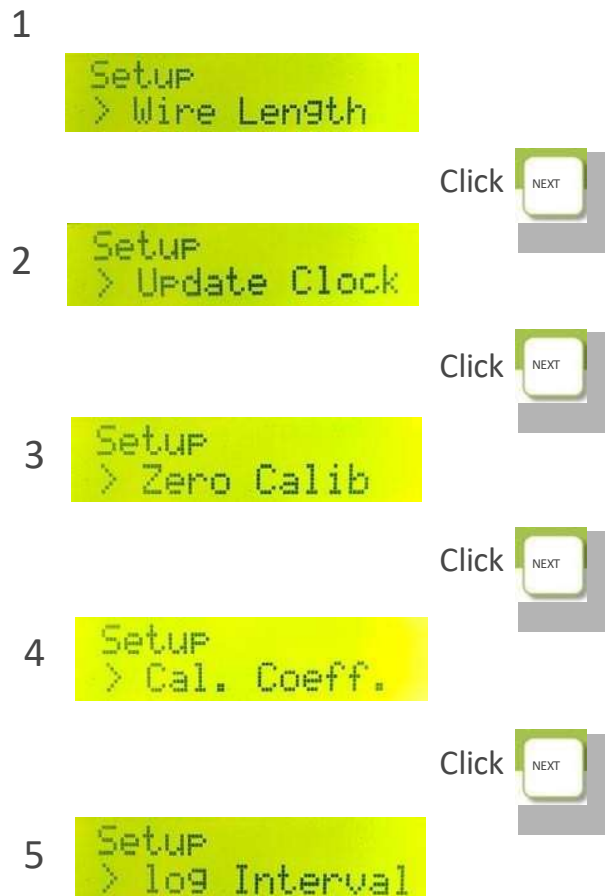 1
Setup
> Wire Length
Click NEXT
2
Setup
> Update Clock
Click NEXT
3
Setup
> Zero Calib
Click NEXT
4
Setup
> Cal. Coeff.
Click NEXT
5
Setup
> log Interval